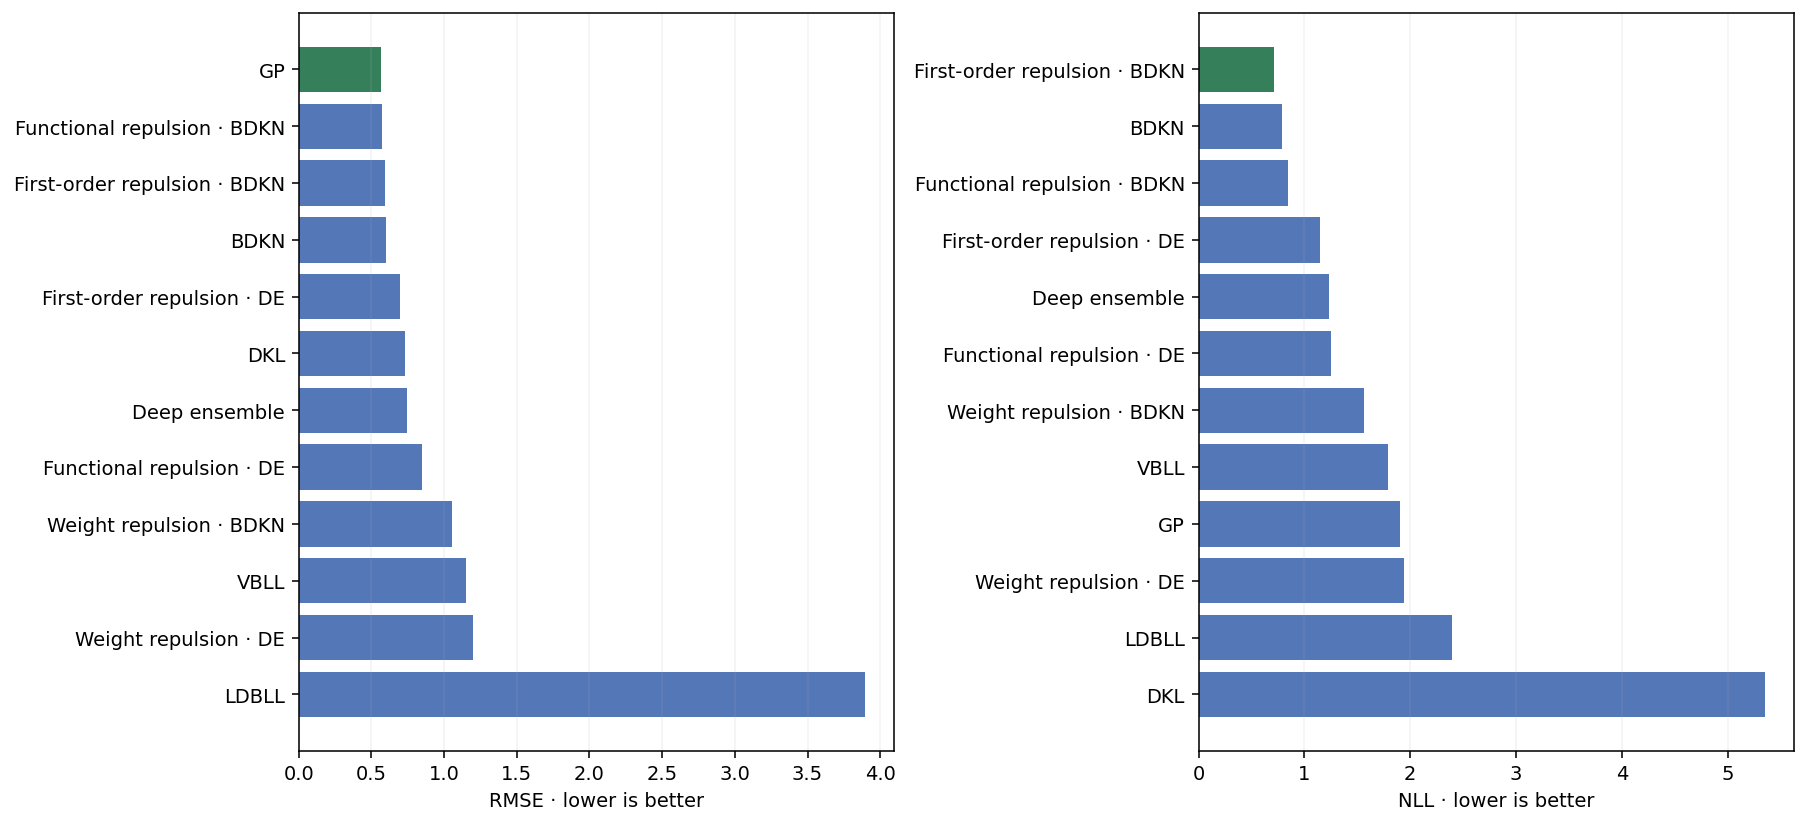 GP
Functional repulsion · BDKN
First-order repulsion · BDKN
BDKN
First-order repulsion · DE
DKL
Deep ensemble
Functional repulsion · DE
Weight repulsion · BDKN
VBLL
Weight repulsion · DE
LDBLL
0.0 0.5 1.0 1.5 2.0 2.5 3.0 3.5 4.0
RMSE · lower is better
First-order repulsion · BDKN
BDKN
Functional repulsion · BDKN
First-order repulsion · DE
Deep ensemble
Functional repulsion · DE
Weight repulsion · BDKN
VBLL
GP
Weight repulsion · DE
LDBLL
DKL
0 1 2 3 4 5
NLL · lower is better